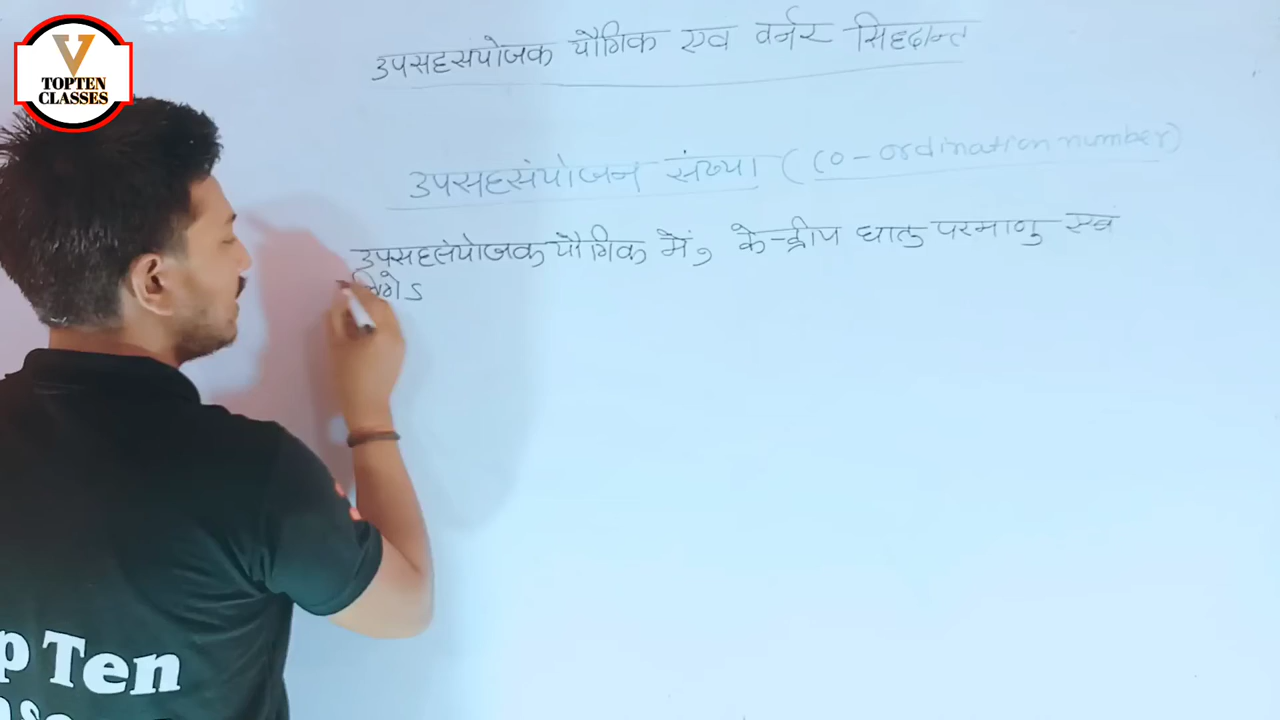 V
TOPTEN
CLASSES
उपसहसंयोजक यौगिक एव वर्नर सिद्दान्त
उपसहसंयोजन संख्या (co-ordination number)
उपसहसंयोजक यौगिक में, केन्द्रीय धातु परमाणु एवं
लिगे
p Ten